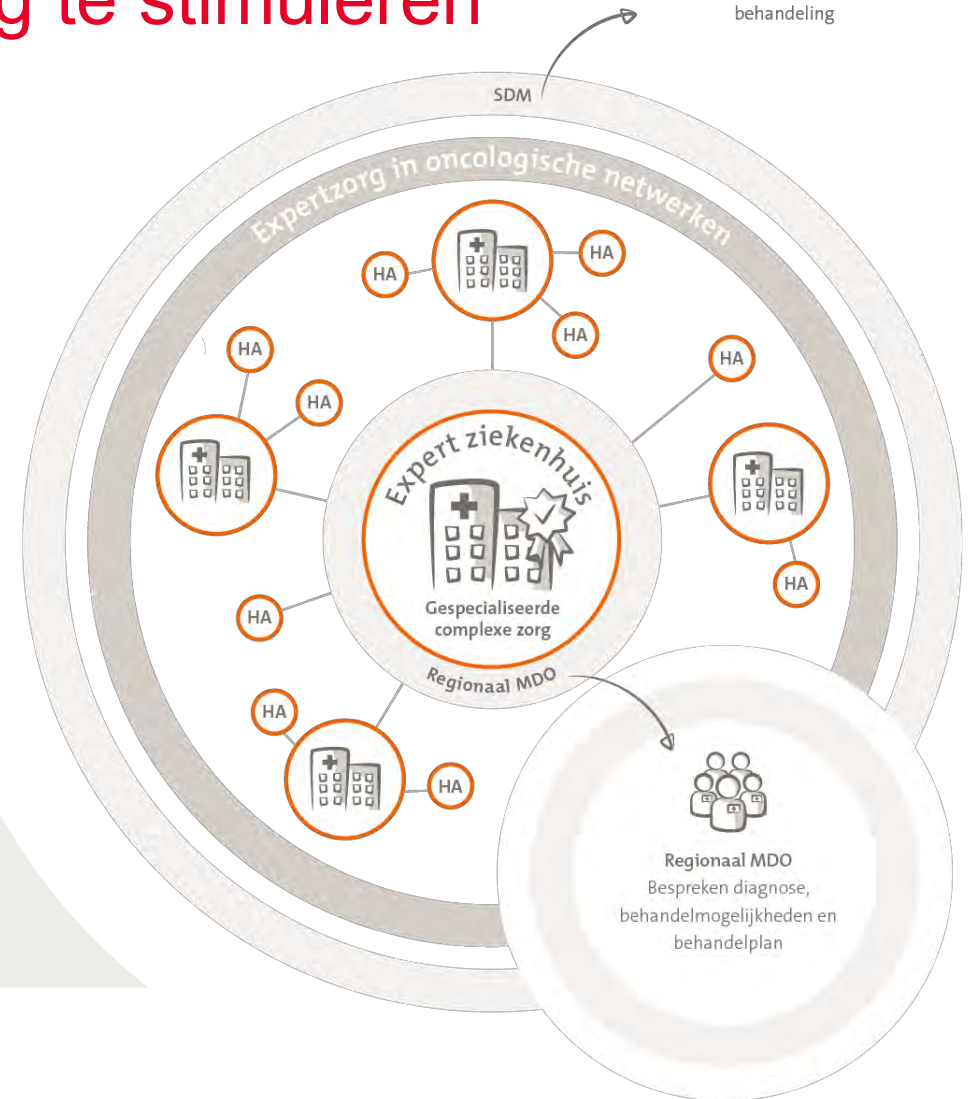 g te stimuleren
behandeling
SDM
Expertzorg in oncologische netwerken
HA
HA
HA
HA
HA
HA
Expert ziekenhuis
Gespecialiseerde
complexe zorg
HA
HA
Regionaal MDO
HA
HA
Regionaal MDO
Bespreken diagnose,
behandelmogelijkheden en
behandelplan